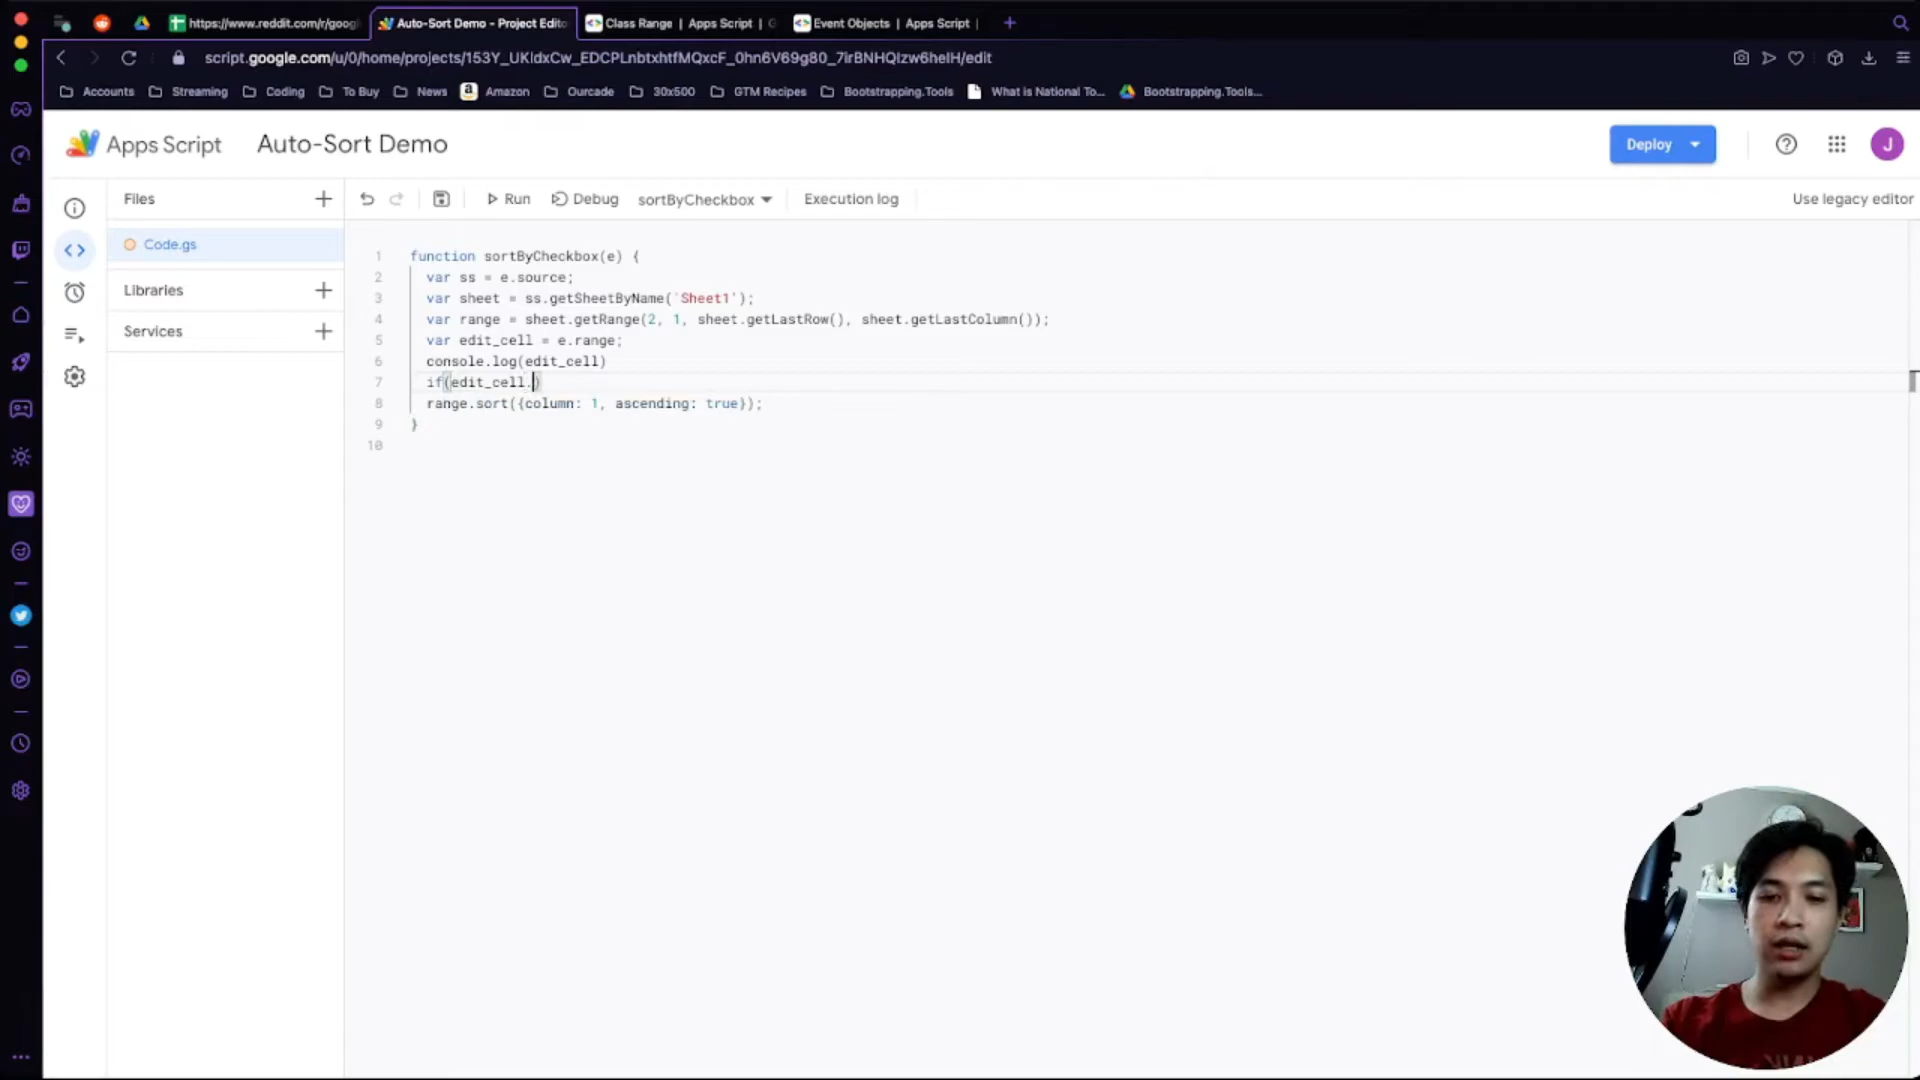 https://www.reddit.com/r/goog
Auto-Sort Demo - Project Edito
Class Range | Apps Script | G
Event Objects | Apps Script |
script.google.com/u/0/home/projects/153Y_UKldxCw_EDCPLnbtxhtfMQxcF_0hn6V69g80_7irBNHQIzw6helH/edit
Accounts Streaming Coding To Buy News Amazon Ourcade 30x500 GTM Recipes Bootstrapping.Tools What is National To... Bootstrapping.Tools...
Apps Script Auto-Sort Demo Deploy J
Files Run Debug sortByCheckbox Execution log Use legacy editor
Code.gs
Libraries
Services
1 function sortByCheckbox(e) {
2 var ss = e.source;
3 var sheet = ss.getSheetByName('Sheet1');
4 var range = sheet.getRange(2, 1, sheet.getLastRow(), sheet.getLastColumn());
5 var edit_cell = e.range;
6 console.log(edit_cell)
7 if(edit_cell.)
8 range.sort({column: 1, ascending: true});
9 }
10